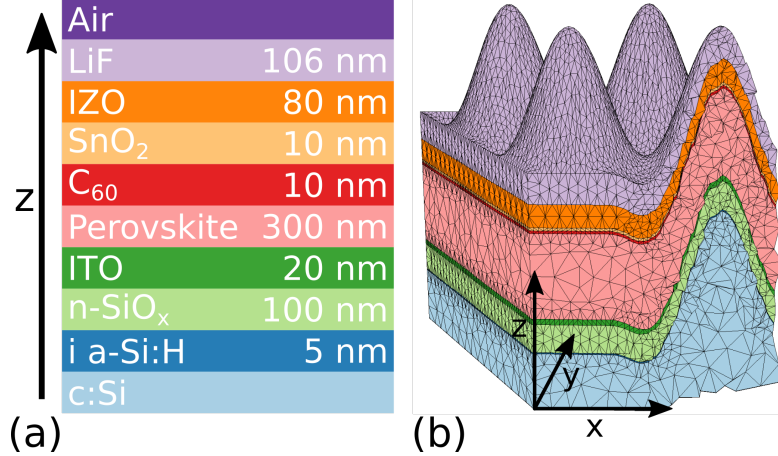 Air
LiF 106 nm
IZO 80 nm
SnO₂ 10 nm
C₆₀ 10 nm
Perovskite 300 nm
ITO 20 nm
n-SiOₓ 100 nm
i a-Si:H 5 nm
c:Si
z
(a)
z
y
x
(b)